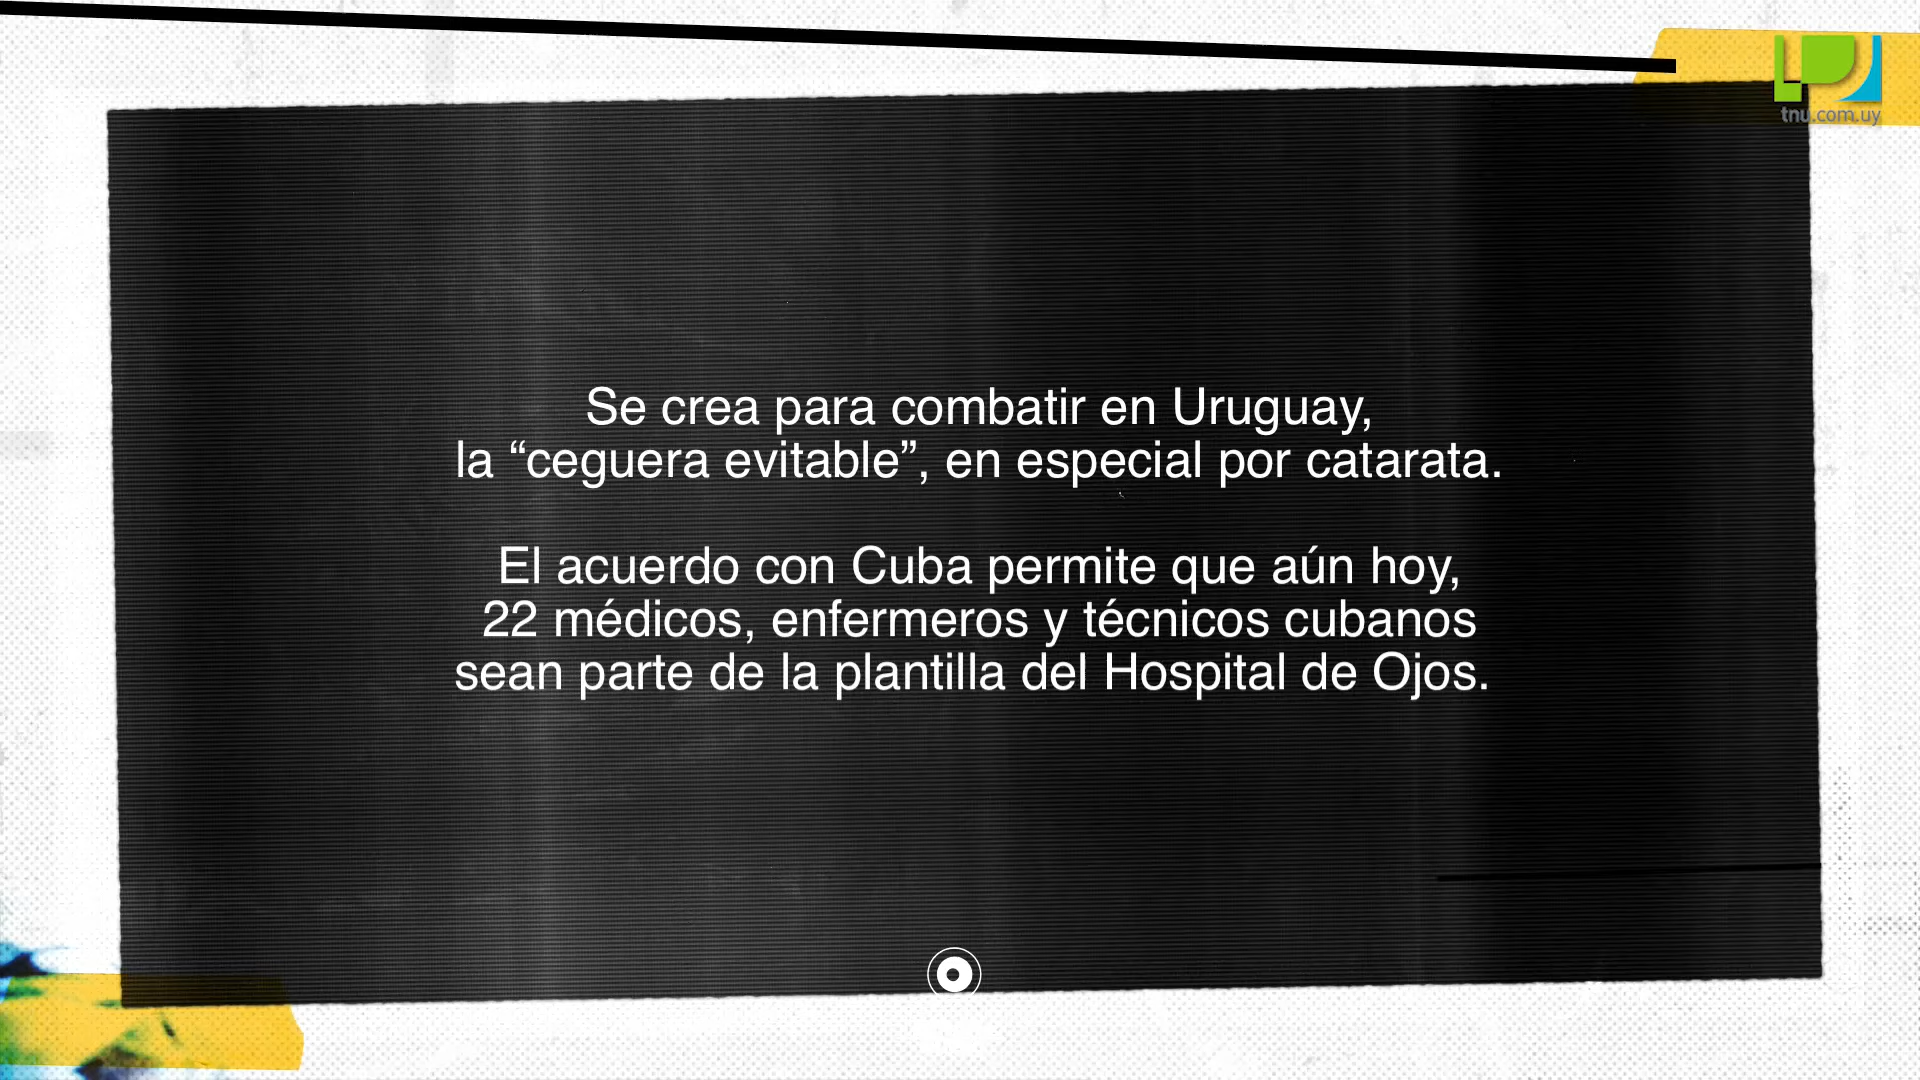 tnu.com.uy
Se crea para combatir en Uruguay,
la “ceguera evitable”, en especial por catarata.
El acuerdo con Cuba permite que aún hoy,
22 médicos, enfermeros y técnicos cubanos
sean parte de la plantilla del Hospital de Ojos.